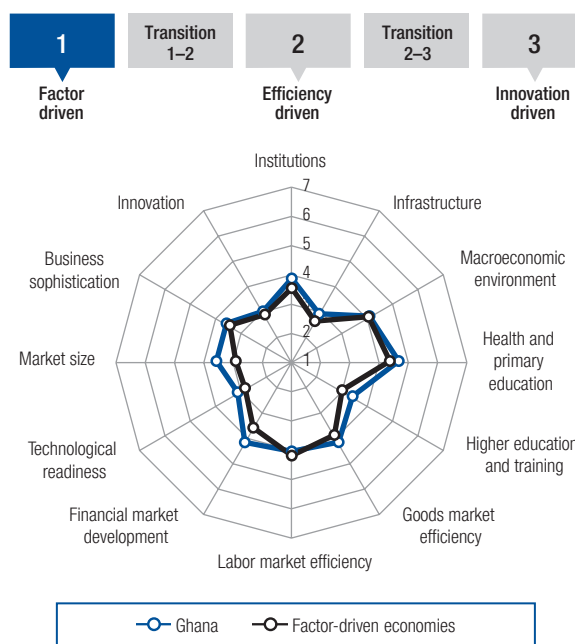 1
Transition
1–2
2
Transition
2–3
3
Factor
driven
Efficiency
driven
Innovation
driven
Institutions
7
6
5
4
2
1
Innovation
Infrastructure
Business
sophistication
Macroeconomic
environment
Market size
Health and
primary
education
Technological
readiness
Higher education
and training
Financial market
development
Goods market
efficiency
Labor market efficiency
Ghana
Factor-driven economies